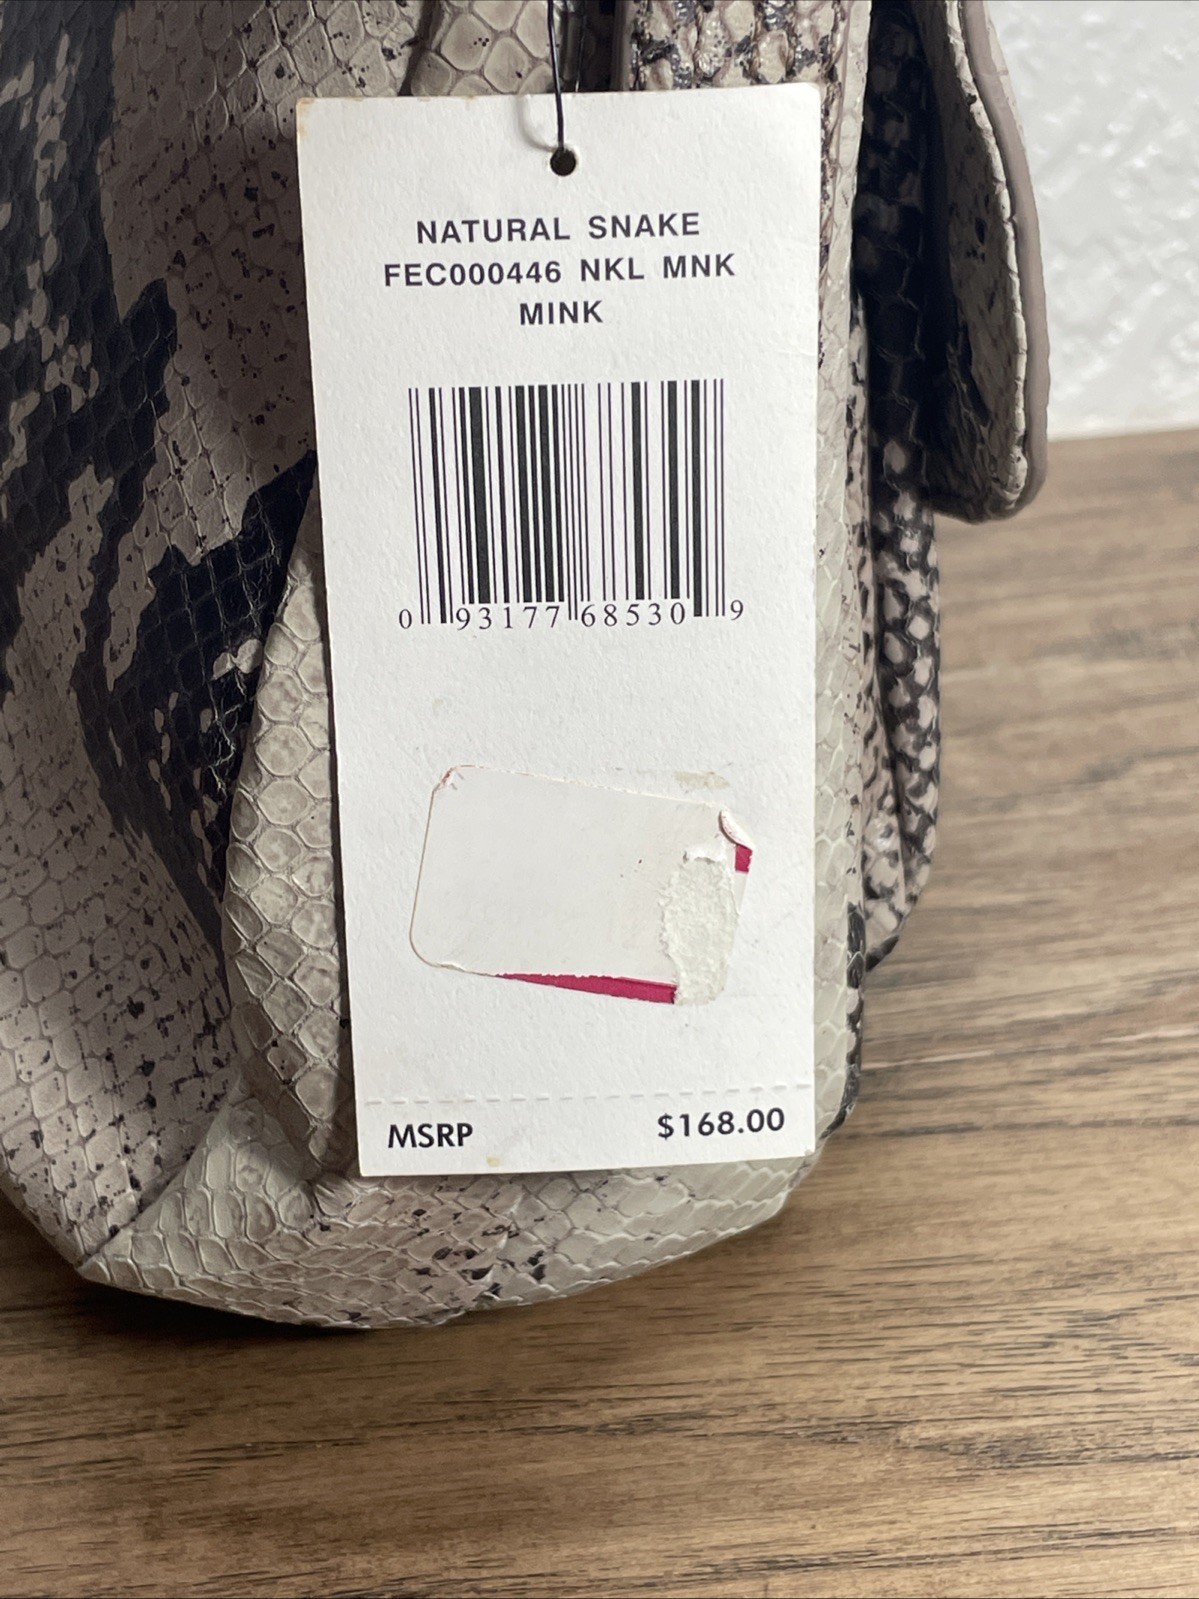 NATURAL SNAKE
FEC000446 NKL MNK
MINK
0 93177 68530 9
MSRP $168.00